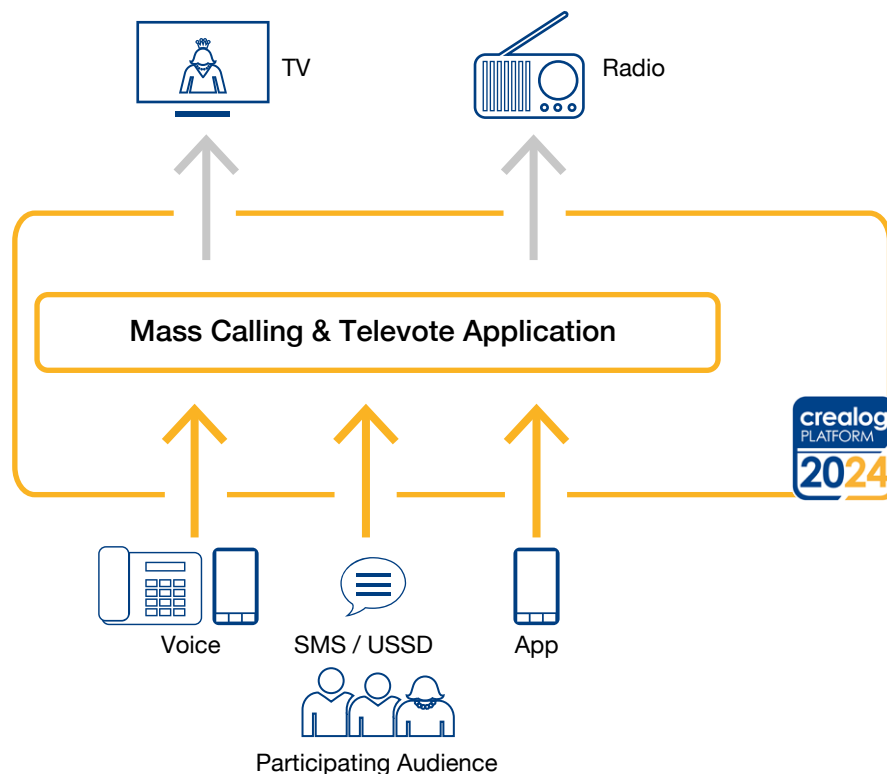 TV
Radio
Mass Calling & Televote Application
crealog
PLATFORM
2024
Voice
SMS / USSD
App
Participating Audience